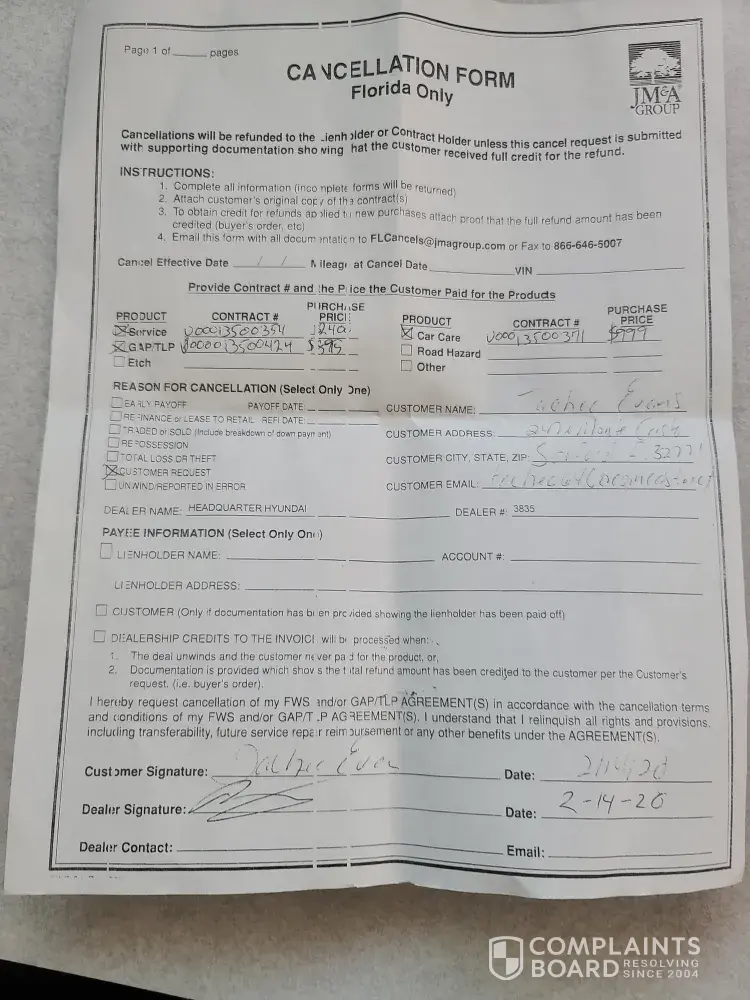 Page 1 of ______ pages
CANCELLATION FORM
Florida Only
JM&A
GROUP
Cancellations will be refunded to the Lienholder or Contract Holder unless this cancel request is submitted
with supporting documentation showing that the customer received full credit for the refund.
INSTRUCTIONS:
1. Complete all information (incomplete forms will be returned)
2. Attach customer's original copy of the contract(s)
3. To obtain credit for refunds applied to new purchases attach proof that the full refund amount has been
credited (buyer's order, etc)
4. Email this form with all documentation to FLCancels@jmagroup.com or Fax to 866-646-5007
Cancel Effective Date / / Mileage at Cancel Date VIN
Provide Contract # and the Price the Customer Paid for the Products
PRODUCT CONTRACT # PURCHASE PRICE
Service
GAP/TLP $395
Etch
PRODUCT CONTRACT # PURCHASE PRICE
Car Care $999
Road Hazard
Other
REASON FOR CANCELLATION (Select Only One)
EARLY PAYOFF PAYOFF DATE:
REFINANCE or LEASE TO RETAIL REFI DATE:
TRADED or SOLD (Include breakdown of down payment)
REPOSSESSION
TOTAL LOSS OR THEFT
CUSTOMER REQUEST
UNWIND/REPORTED IN ERROR
CUSTOMER NAME: Evans
CUSTOMER ADDRESS:
CUSTOMER CITY, STATE, ZIP: 32771
CUSTOMER EMAIL:
DEALER NAME: HEADQUARTER HYUNDAI DEALER #: 3835
PAYEE INFORMATION (Select Only One)
LIENHOLDER NAME: ACCOUNT #:
LIENHOLDER ADDRESS:
CUSTOMER (Only if documentation has been provided showing the lienholder has been paid off)
DEALERSHIP CREDITS TO THE INVOICE will be processed when:
1. The deal unwinds and the customer never paid for the product, or,
2. Documentation is provided which shows the total refund amount has been credited to the customer per the Customer's
request. (i.e. buyer's order).
I hereby request cancellation of my FWS and/or GAP/TLP AGREEMENT(S) in accordance with the cancellation terms
and conditions of my FWS and/or GAP/TLP AGREEMENT(S). I understand that I relinquish all rights and provisions,
including transferability, future service repair reimbursement or any other benefits under the AGREEMENT(S).
Customer Signature: Date: 2/14/20
Dealer Signature: Date: 2-14-20
Dealer Contact: Email:
COMPLAINTS
BOARD RESOLVING
SINCE 2004